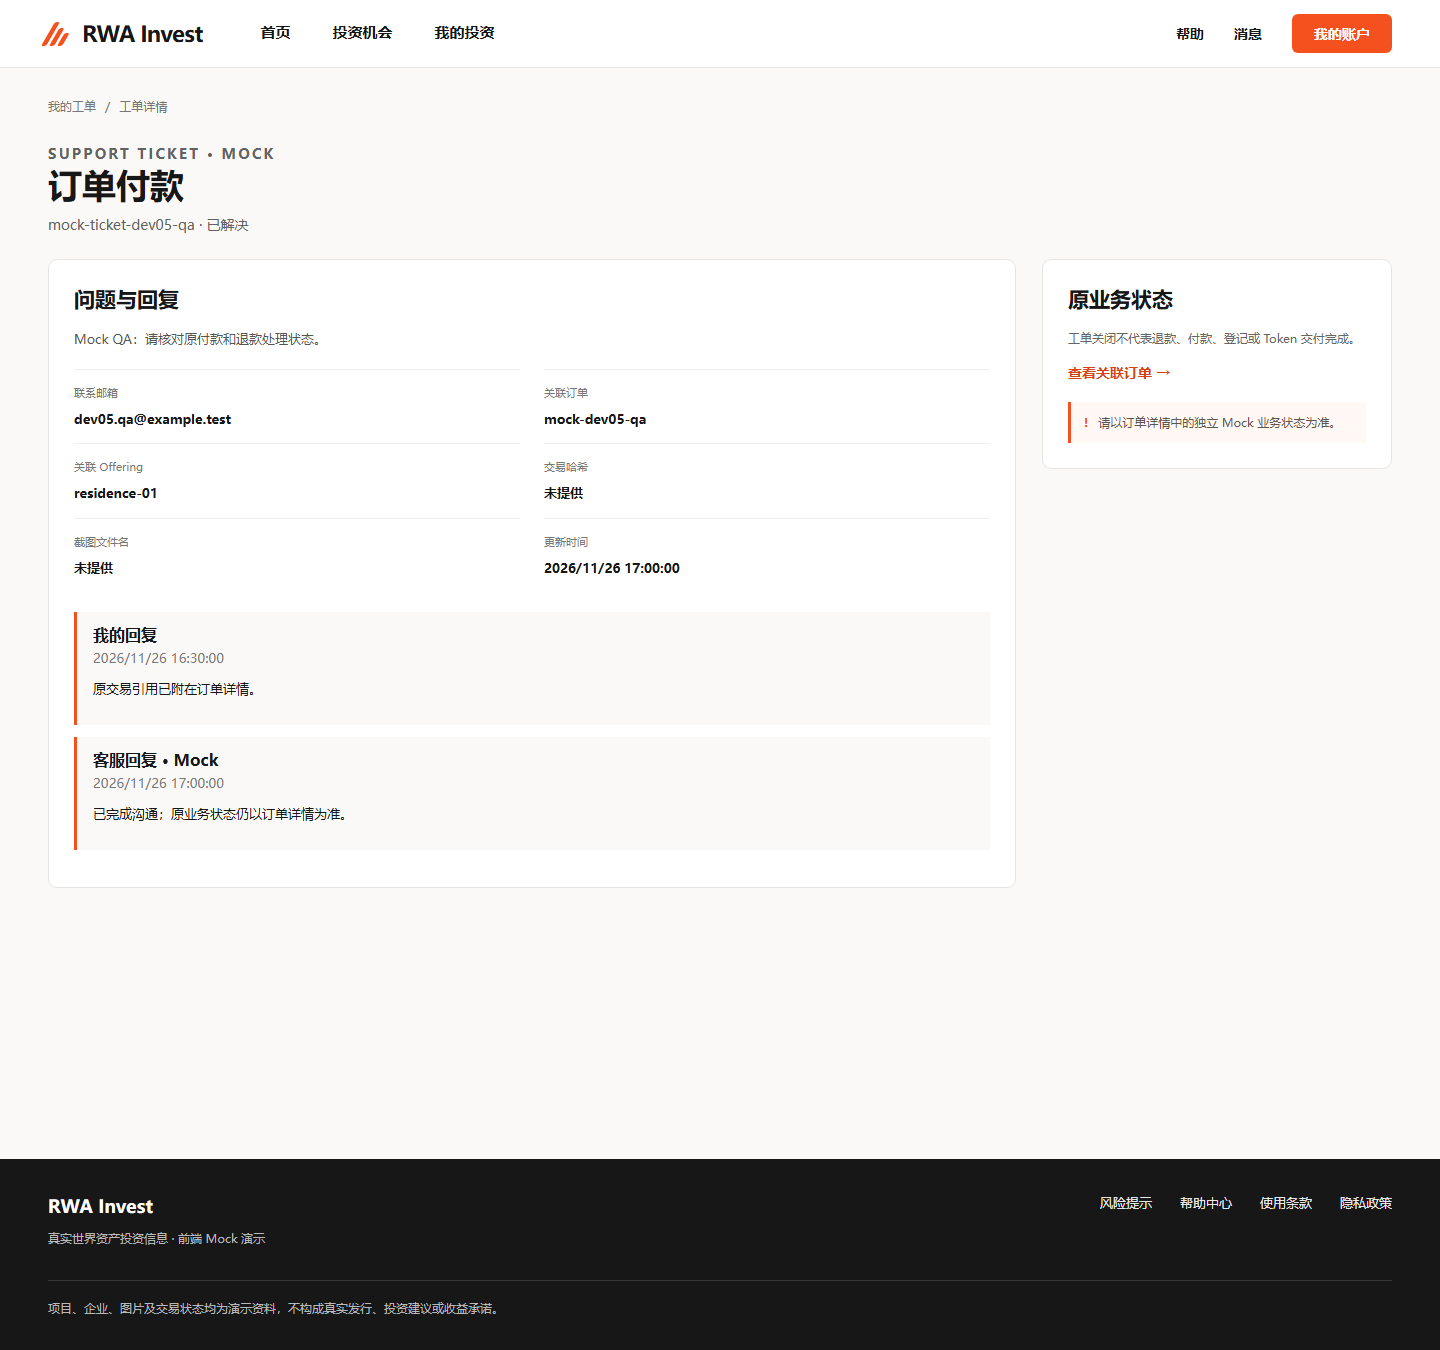 RWA Invest
首页
投资机会
我的投资
帮助
消息
我的账户
我的工单 / 工单详情
SUPPORT TICKET • MOCK
订单付款
mock-ticket-dev05-qa · 已解决
问题与回复
Mock QA：请核对原付款和退款处理状态。
联系邮箱
dev05.qa@example.test
关联订单
mock-dev05-qa
关联 Offering
residence-01
交易哈希
未提供
截图文件名
未提供
更新时间
2026/11/26 17:00:00
我的回复
2026/11/26 16:30:00
原交易引用已附在订单详情。
客服回复 • Mock
2026/11/26 17:00:00
已完成沟通；原业务状态仍以订单详情为准。
原业务状态
工单关闭不代表退款、付款、登记或 Token 交付完成。
查看关联订单 →
! 请以订单详情中的独立 Mock 业务状态为准。
RWA Invest
真实世界资产投资信息 · 前端 Mock 演示
风险提示
帮助中心
使用条款
隐私政策
项目、企业、图片及交易状态均为演示资料，不构成真实发行、投资建议或收益承诺。